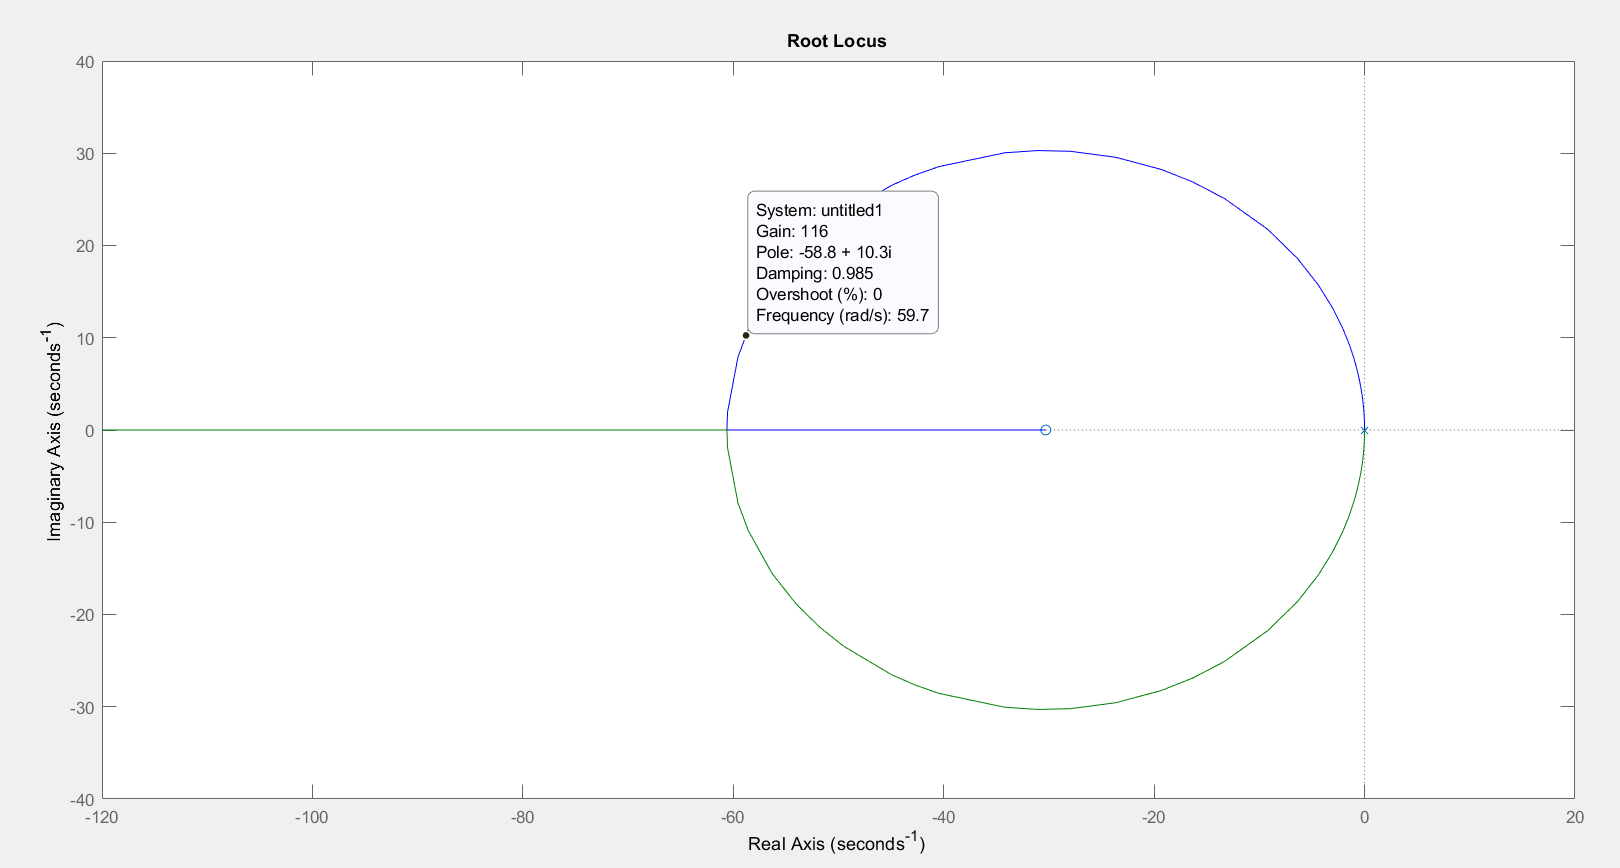 Root Locus
40
30
20
10
0
-10
-20
-30
-40
Imaginary Axis (seconds-1)
System: untitled1
Gain: 116
Pole: -58.8 + 10.3i
Damping: 0.985
Overshoot (%): 0
Frequency (rad/s): 59.7
-120 -100 -80 -60 -40 -20 0 20
Real Axis (seconds-1)